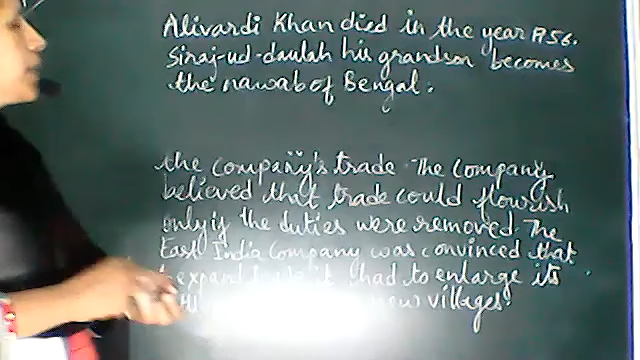 Alivardi Khan died in the year 1756.
Siraj-ud-daulah his grandson becomes
the nawab of Bengal.
the company's trade. The Company
believed that trade could flourish
only if the duties were removed. The
East India Company was convinced that
expand trade it had to enlarge its
villages.